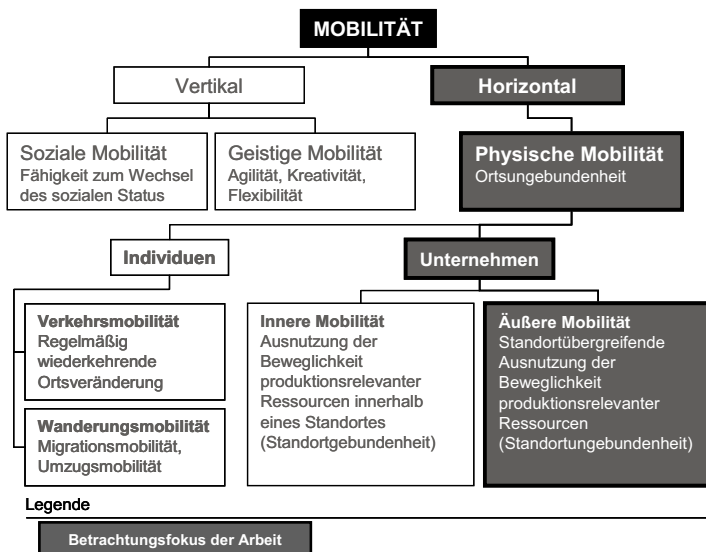 MOBILITÄT
Vertikal
Horizontal
Soziale Mobilität
Fähigkeit zum Wechsel
des sozialen Status
Geistige Mobilität
Agilität, Kreativität,
Flexibilität
Physische Mobilität
Ortsungebundenheit
Individuen
Unternehmen
Verkehrsmobilität
Regelmäßig
wiederkehrende
Ortsveränderung
Wanderungsmobilität
Migrationsmobilität,
Umzugsmobilität
Innere Mobilität
Ausnutzung der
Beweglichkeit
produktionsrelevanter
Ressourcen innerhalb
eines Standortes
(Standortgebundenheit)
Äußere Mobilität
Standortübergreifende
Ausnutzung der
Beweglichkeit
produktionsrelevanter
Ressourcen
(Standortungebundenheit)
Legende
Betrachtungsfokus der Arbeit